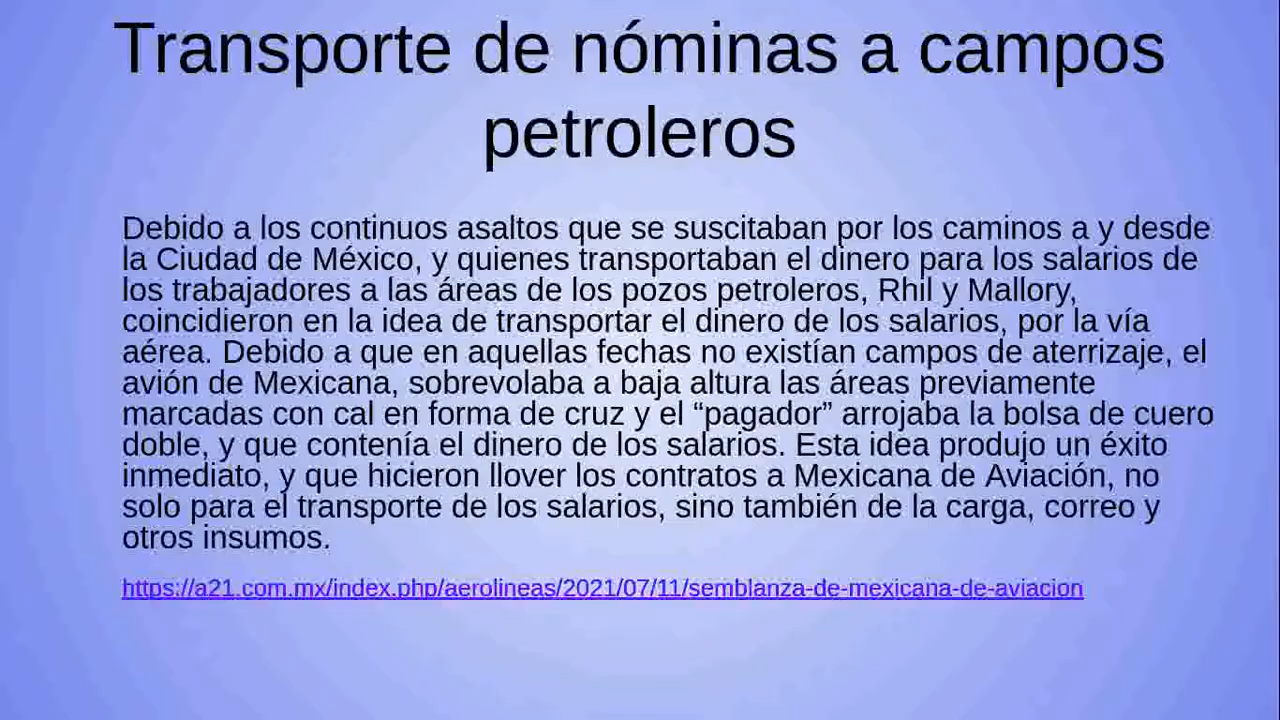 Transporte de nóminas a campos
petroleros
Debido a los continuos asaltos que se suscitaban por los caminos a y desde
la Ciudad de México, y quienes transportaban el dinero para los salarios de
los trabajadores a las áreas de los pozos petroleros, Rhil y Mallory,
coincidieron en la idea de transportar el dinero de los salarios, por la vía
aérea. Debido a que en aquellas fechas no existían campos de aterrizaje, el
avión de Mexicana, sobrevolaba a baja altura las áreas previamente
marcadas con cal en forma de cruz y el “pagador” arrojaba la bolsa de cuero
doble, y que contenía el dinero de los salarios. Esta idea produjo un éxito
inmediato, y que hicieron llover los contratos a Mexicana de Aviación, no
solo para el transporte de los salarios, sino también de la carga, correo y
otros insumos.
https://a21.com.mx/index.php/aerolineas/2021/07/11/semblanza-de-mexicana-de-aviacion